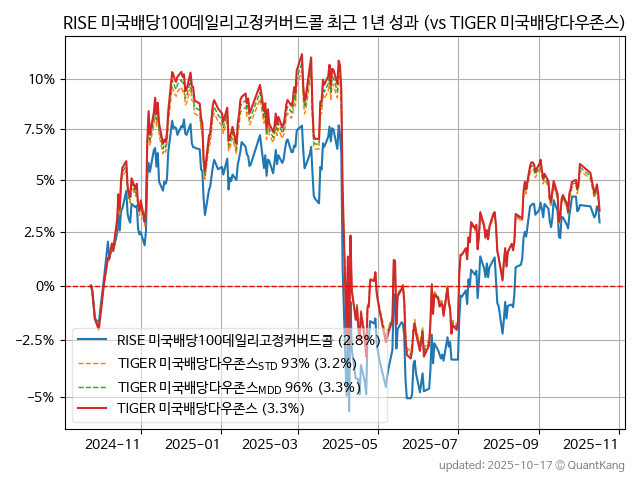 RISE 미국배당100데일리고정커버드콜 최근 1년 성과 (vs TIGER 미국배당다우존스)
10%
7.5%
5%
2.5%
0%
−2.5%
−5%
RISE 미국배당100데일리고정커버드콜 (2.8%)
TIGER 미국배당다우존스STD 93% (3.2%)
TIGER 미국배당다우존스MDD 96% (3.3%)
TIGER 미국배당다우존스 (3.3%)
2024-11 2025-01 2025-03 2025-05 2025-07 2025-09 2025-11
updated: 2025-10-17 © QuantKang